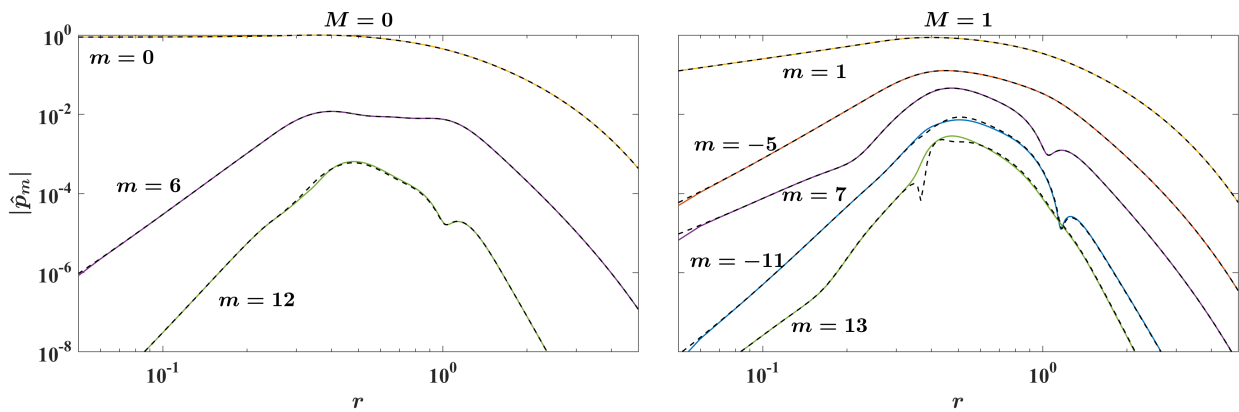 M = 0
M = 1
10^0
10^-2
10^-4
10^-6
10^-8
|p̂_m|
m = 0
m = 6
m = 12
m = 1
m = −5
m = 7
m = −11
m = 13
10^-1
10^0
10^-1
10^0
r
r